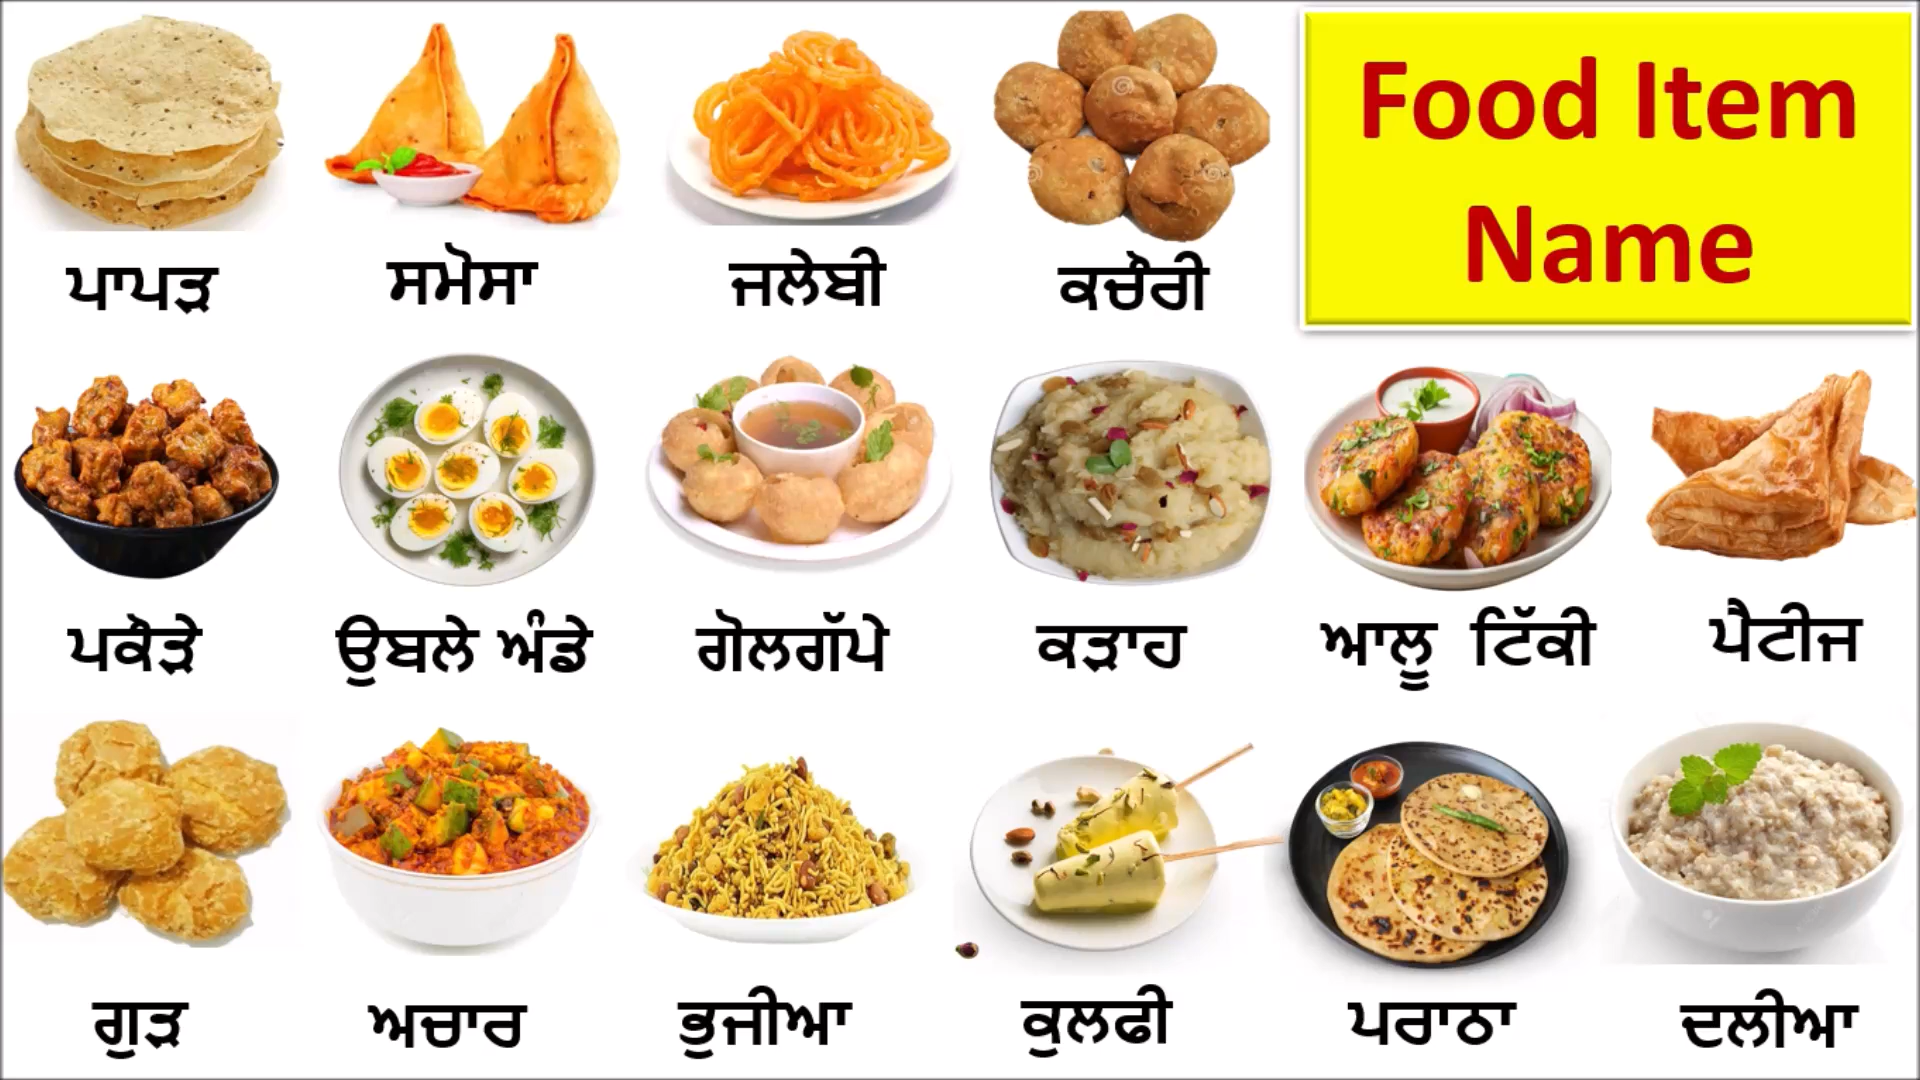 Food Item
Name
ਪਾਪੜ ਸਮੋਸਾ ਜਲੇਬੀ ਕਚੌਰੀ
ਪਕੌੜੇ ਉਬਲੇ ਅੰਡੇ ਗੋਲਗੱਪੇ ਕੜਾਹ ਆਲੂ ਟਿੱਕੀ ਪੈਟੀਜ
ਗੁੜ ਅਚਾਰ ਭੁਜੀਆ ਕੁਲਫੀ ਪਰਾਠਾ ਦਲੀਆ